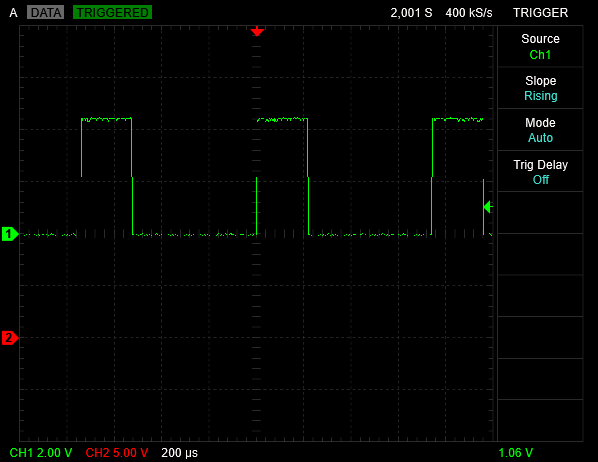 A DATA TRIGGERED 2,001 S 400 kS/s TRIGGER
Source
Ch1
Slope
Rising
Mode
Auto
Trig Delay
Off
1
2
CH1 2.00 V CH2 5.00 V 200 µs 1.06 V